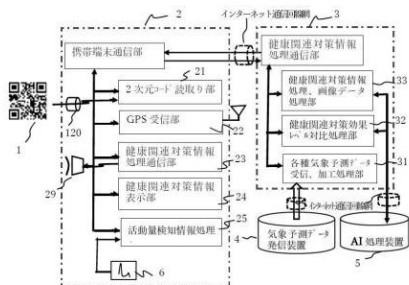 インターネット通信回線網
2
3
携帯端末通信部
健康関連対策情報
処理通信部
21
2次元コード読取り部
GPS 受信部
22
健康関連対策情報
処理通信部
23
健康関連対策情報
表示部
24
活動量検知情報処理
25
健康関連対策情報
処理、画像データ
処理部
33
健康関連対策効果
レベル対比処理部
32
各種気象予測データ
受信、加工処理部
31
インターネット通信回線網
1
120
29
6
気象予測データ
発信装置
4
AI 処理装置
5